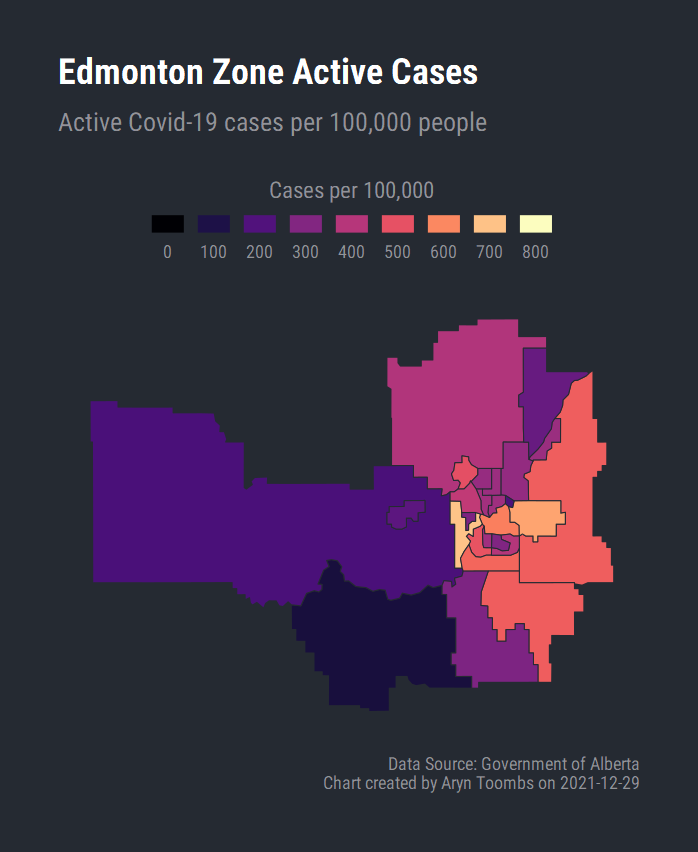 Edmonton Zone Active Cases
Active Covid-19 cases per 100,000 people
Cases per 100,000
0 100 200 300 400 500 600 700 800
Data Source: Government of Alberta
Chart created by Aryn Toombs on 2021-12-29